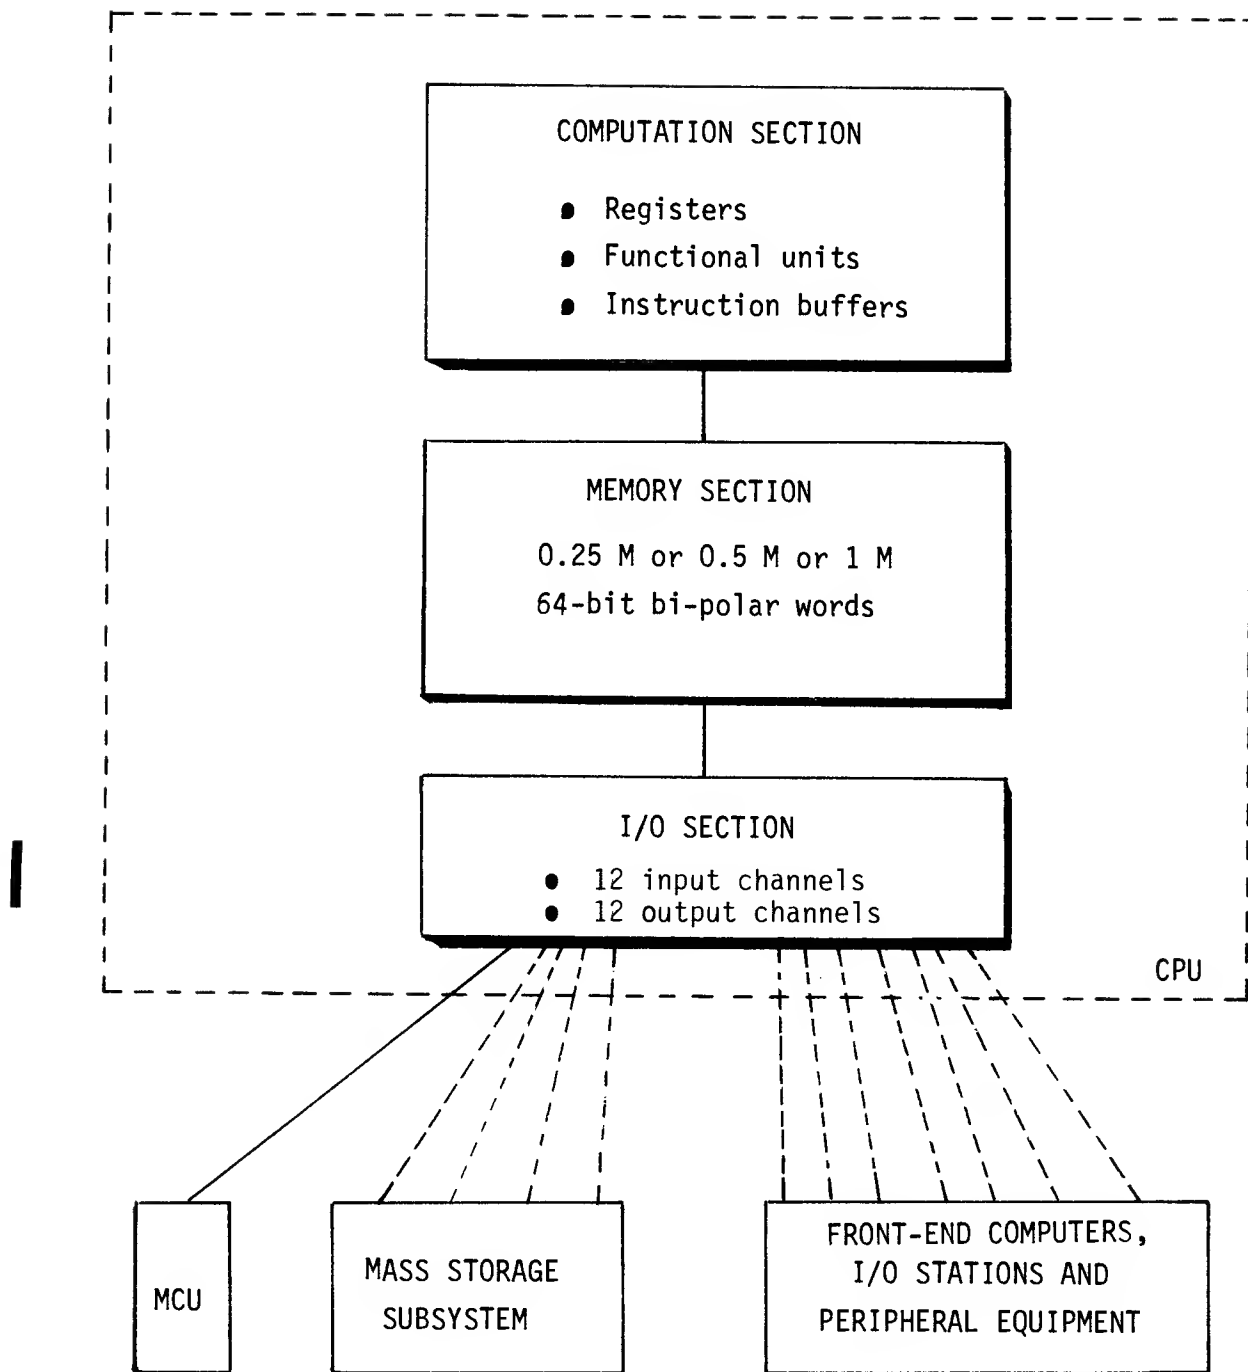 COMPUTATION SECTION
● Registers
● Functional units
● Instruction buffers
MEMORY SECTION
0.25 M or 0.5 M or 1 M
64-bit bi-polar words
I/O SECTION
● 12 input channels
● 12 output channels
CPU
MCU
MASS STORAGE
SUBSYSTEM
FRONT-END COMPUTERS,
I/O STATIONS AND
PERIPHERAL EQUIPMENT